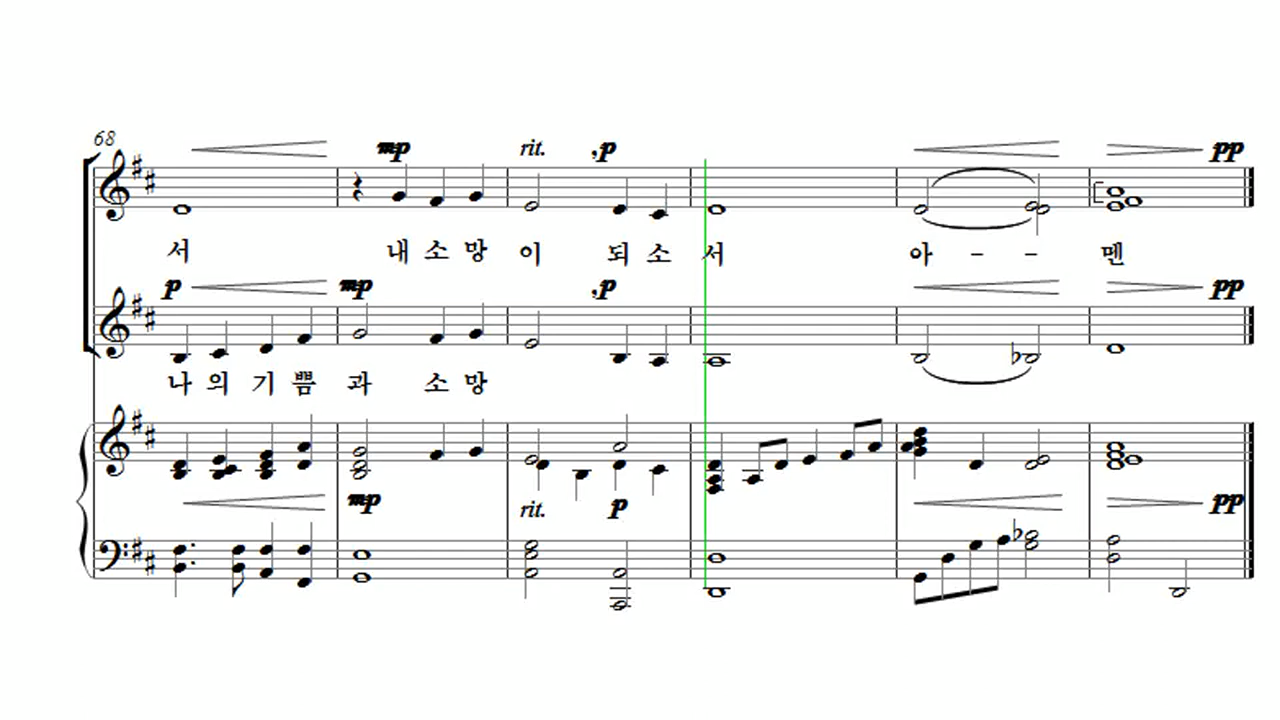 68
mp rit. ,p pp
서 내 소 망 이 되 소 서 아 - - 멘
p mp ,p pp
나 의 기 쁨 과 소 망
mp rit. p pp